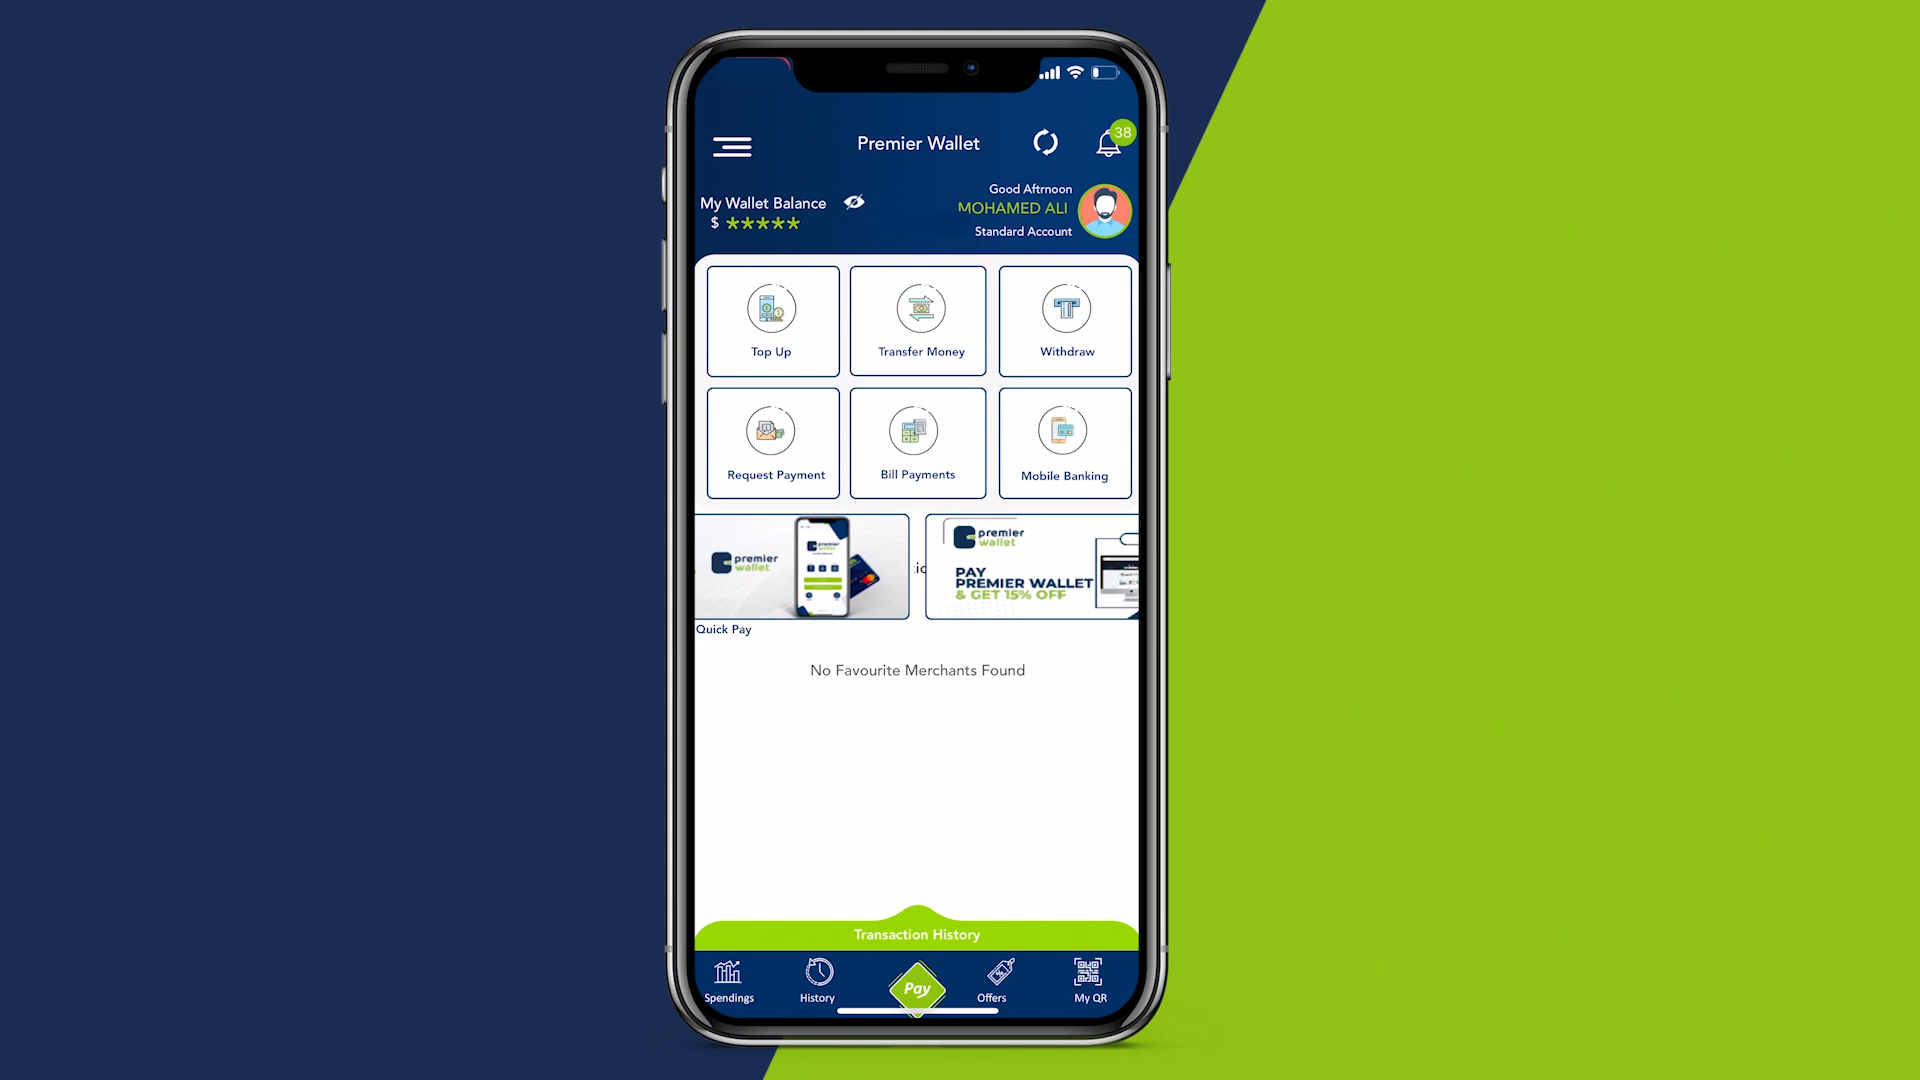 Premier Wallet
38
My Wallet Balance
$ *****
Good Aftrnoon
MOHAMED ALI
Standard Account
Top Up
Transfer Money
Withdraw
Request Payment
Bill Payments
Mobile Banking
premier
wallet
premier
wallet
PAY
PREMIER WALLET
& GET 15% OFF
Quick Pay
No Favourite Merchants Found
Transaction History
Spendings
History
Pay
Offers
My QR